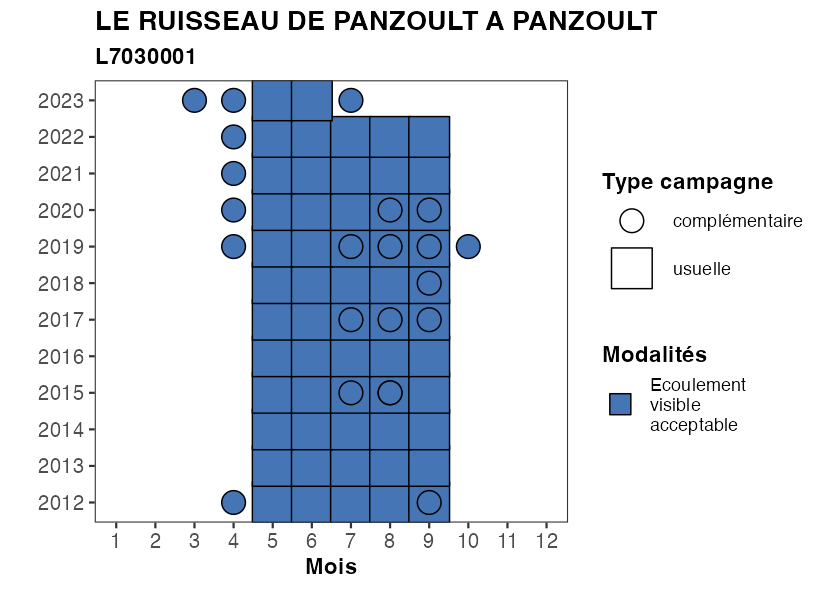 LE RUISSEAU DE PANZOULT A PANZOULT
L7030001
2023
2022
2021
2020
2019
2018
2017
2016
2015
2014
2013
2012
1 2 3 4 5 6 7 8 9 10 11 12
Mois
Type campagne
complémentaire
usuelle
Modalités
Ecoulement
visible
acceptable